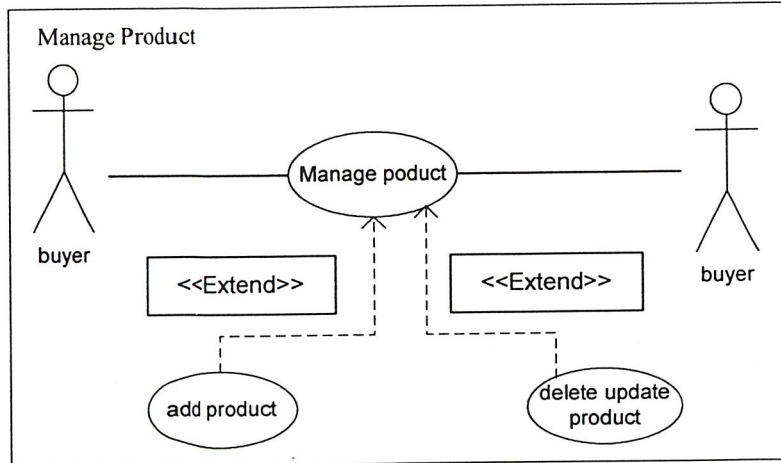 Manage Product
Manage poduct
buyer
buyer
<<Extend>>
<<Extend>>
add product
delete update
product